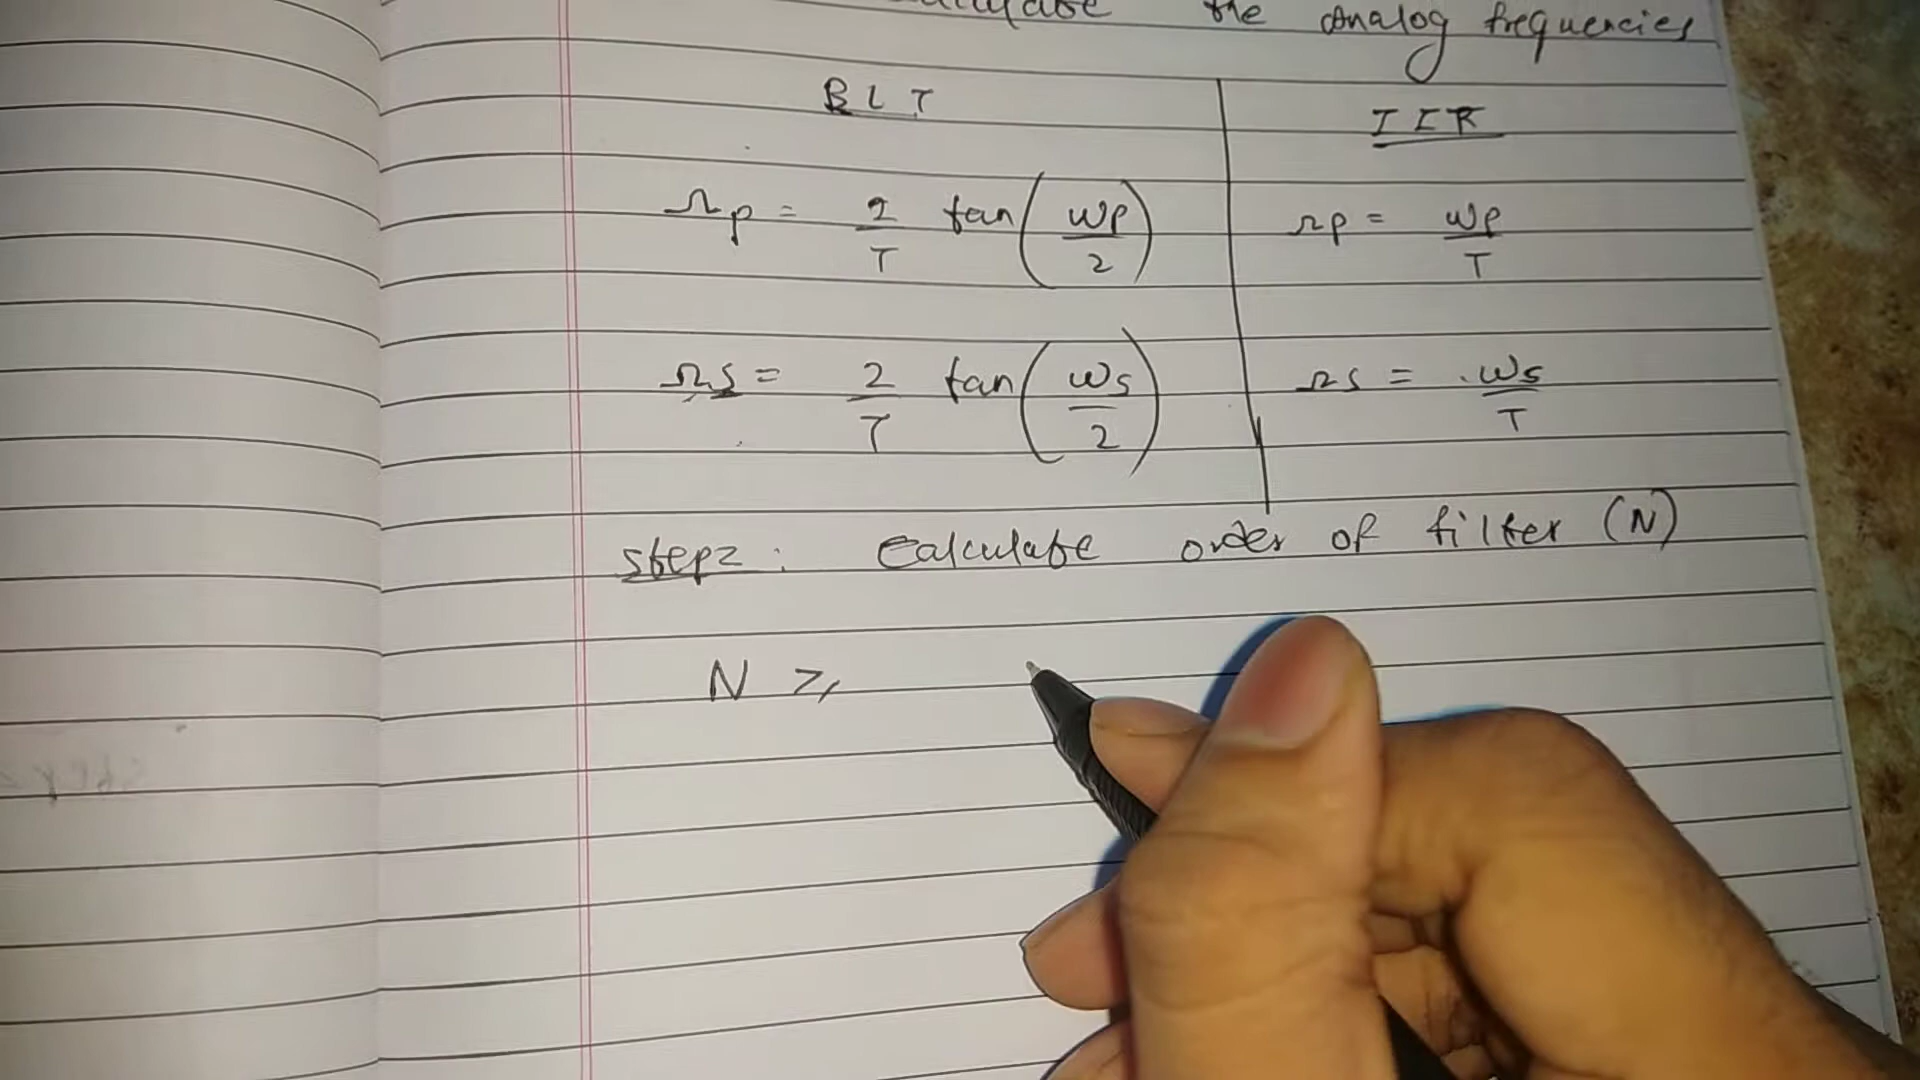 the Analog frequencies
BLT
IIR
Ωp = 2/T tan(ωp/2)
Ωp = ωp/T
Ωs = 2/T tan(ωs/2)
Ωs = ωs/T
Step2: Calculate order of filter (N)
N ≥